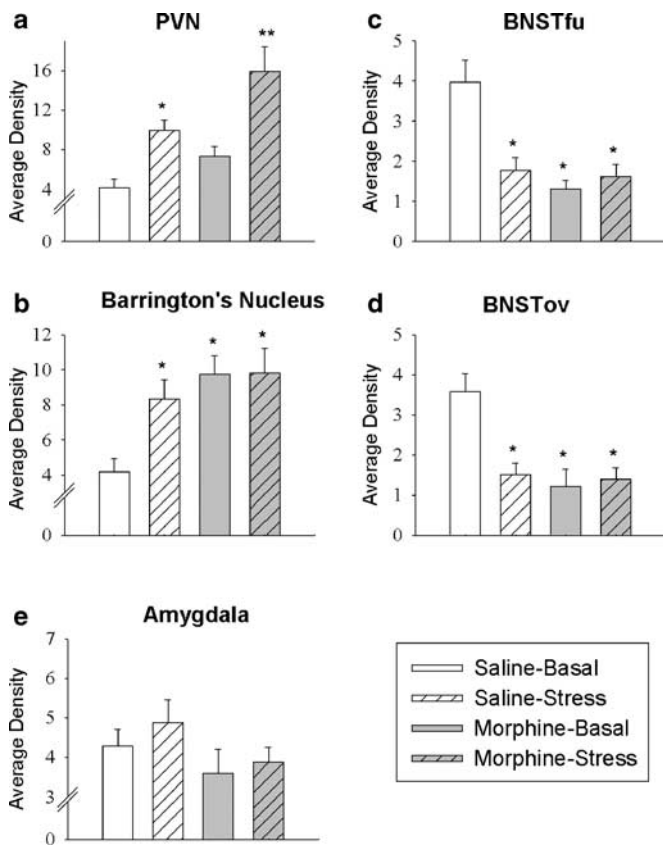 a PVN
Average Density
16
12
8
4
0
*
**
b Barrington's Nucleus
Average Density
12
10
8
6
4
0
* * *
c BNSTfu
Average Density
5
4
3
2
1
0
* * *
d BNSTov
Average Density
5
4
3
2
1
0
* * *
e Amygdala
Average Density
7
6
5
4
3
0
Saline-Basal
Saline-Stress
Morphine-Basal
Morphine-Stress